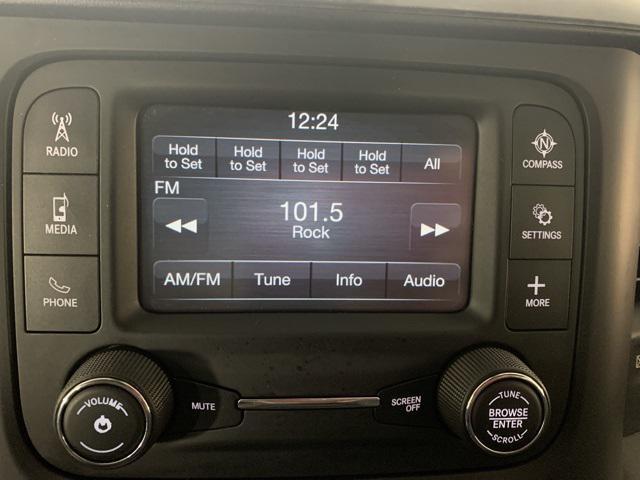 12:24
Hold to Set
Hold to Set
Hold to Set
Hold to Set
All
FM
101.5
Rock
AM/FM Tune Info Audio
RADIO
MEDIA
PHONE
COMPASS
SETTINGS
MORE
VOLUME
MUTE
SCREEN OFF
TUNE
BROWSE
ENTER
SCROLL